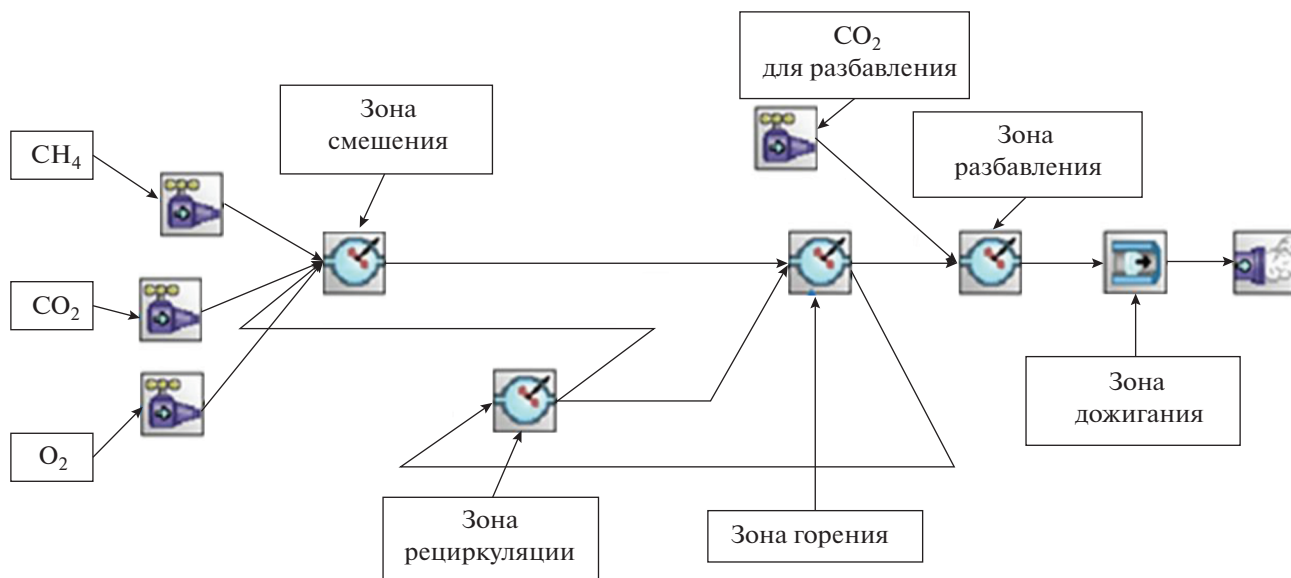 CO₂
для разбавления
Зона
смешения
Зона
разбавления
CH₄
CO₂
O₂
Зона
дожигания
Зона
рециркуляции
Зона горения